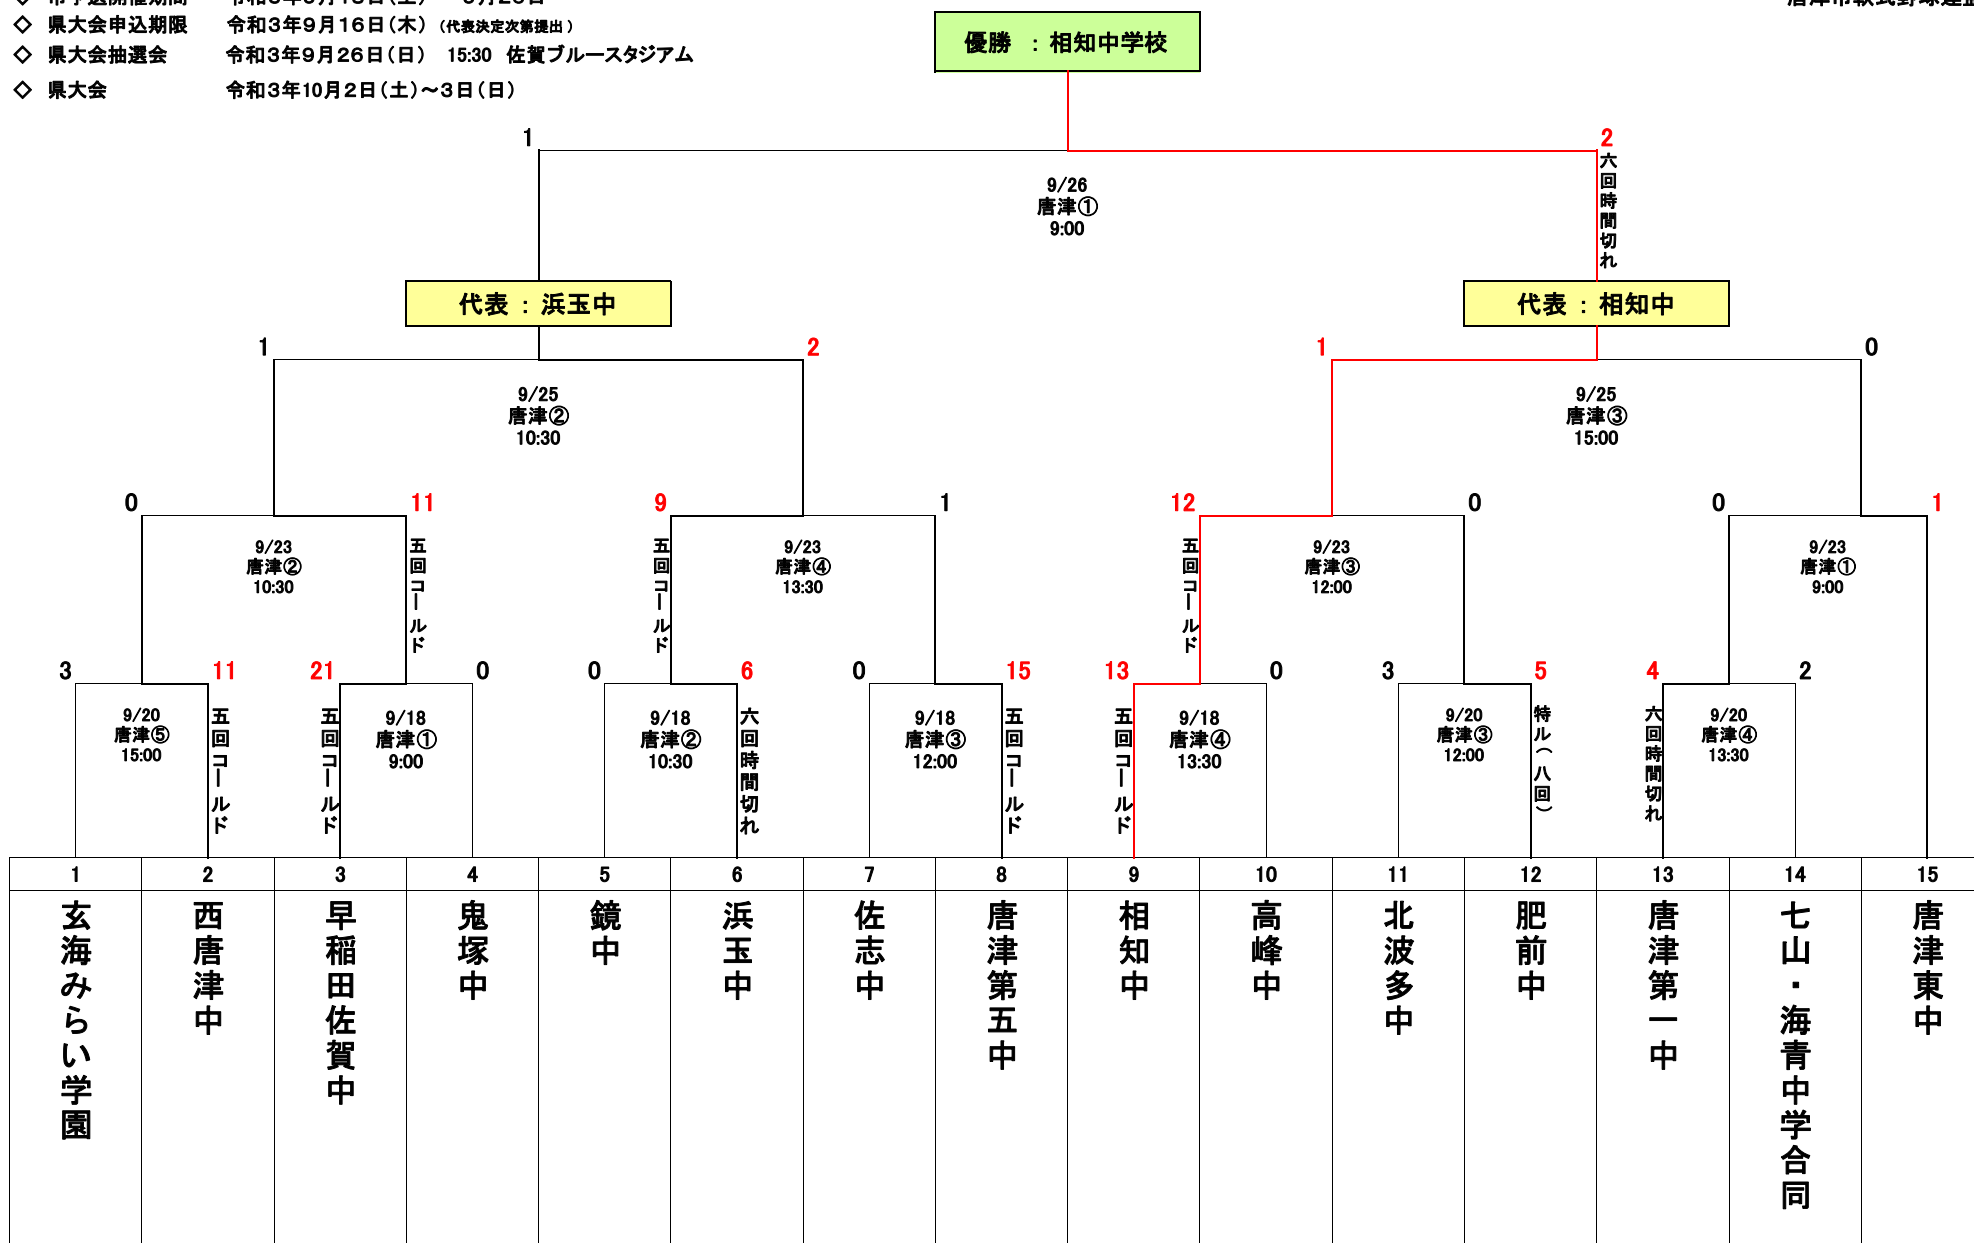 ◇ 県大会申込期限 令和3年9月16日(木) (代表決定次第提出)
◇ 県大会抽選会 令和3年9月26日(日) 15:30 佐賀ブルースタジアム
◇ 県大会 令和3年10月2日(土)～3日(日)
優勝 : 相知中学校
1
2
六回時間切れ
9/26
唐津①
9:00
代表 : 浜玉中
代表 : 相知中
1
2
1
0
9/25
唐津②
10:30
9/25
唐津③
15:00
0
11
9
1
12
0
0
1
9/23
唐津②
10:30
五回コールド
五回コールド
9/23
唐津④
13:30
五回コールド
9/23
唐津③
12:00
9/23
唐津①
9:00
3
11
21
0
0
6
0
15
13
0
3
5
4
2
9/20
唐津⑤
15:00
五回コールド
五回コールド
9/18
唐津①
9:00
9/18
唐津②
10:30
六回時間切れ
9/18
唐津③
12:00
五回コールド
五回コールド
9/18
唐津④
13:30
9/20
唐津③
12:00
特ル(八回)
六回時間切れ
9/20
唐津④
13:30
1 2 3 4 5 6 7 8 9 10 11 12 13 14 15
玄海みらい学園
西唐津中
早稲田佐賀中
鬼塚中
鏡中
浜玉中
佐志中
唐津第五中
相知中
高峰中
北波多中
肥前中
唐津第一中
七山・海青中学合同
唐津東中